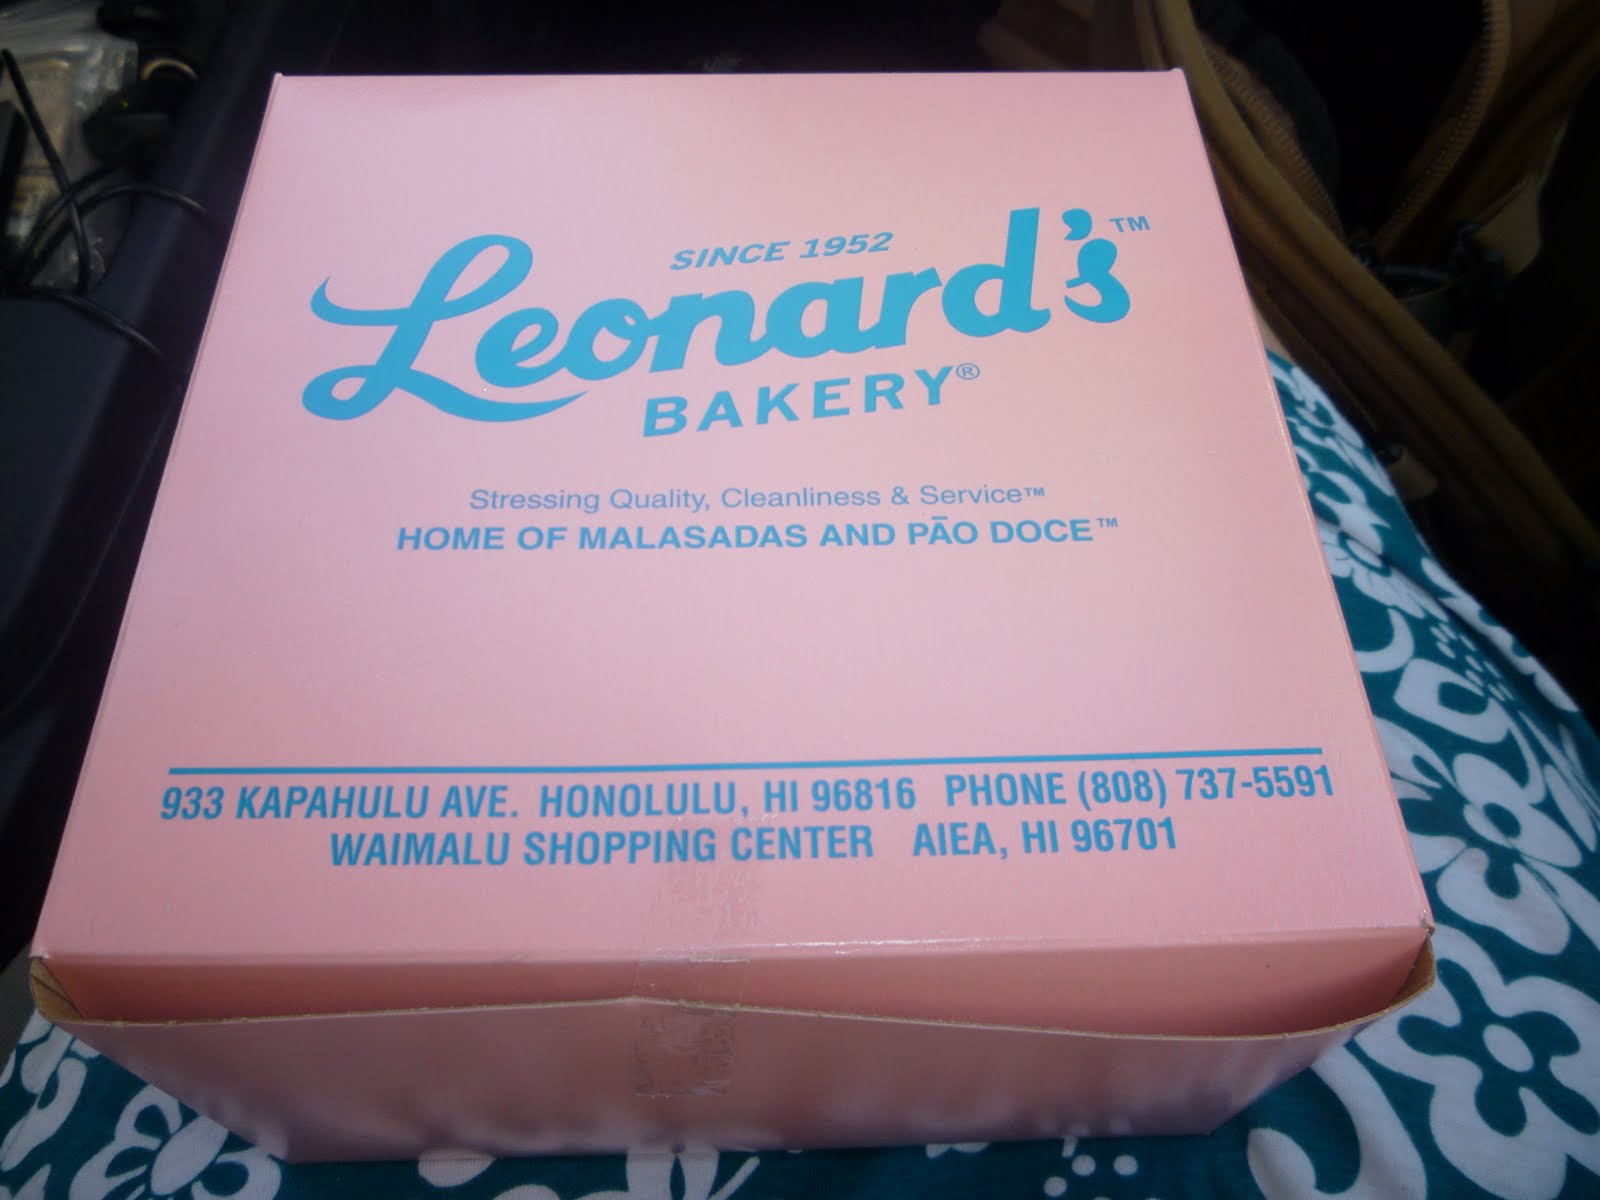 SINCE 1952
Leonard's™
BAKERY®
Stressing Quality, Cleanliness & Service™
HOME OF MALASADAS AND PĀO DOCE™
933 KAPAHULU AVE. HONOLULU, HI 96816 PHONE (808) 737-5591
WAIMALU SHOPPING CENTER AIEA, HI 96701